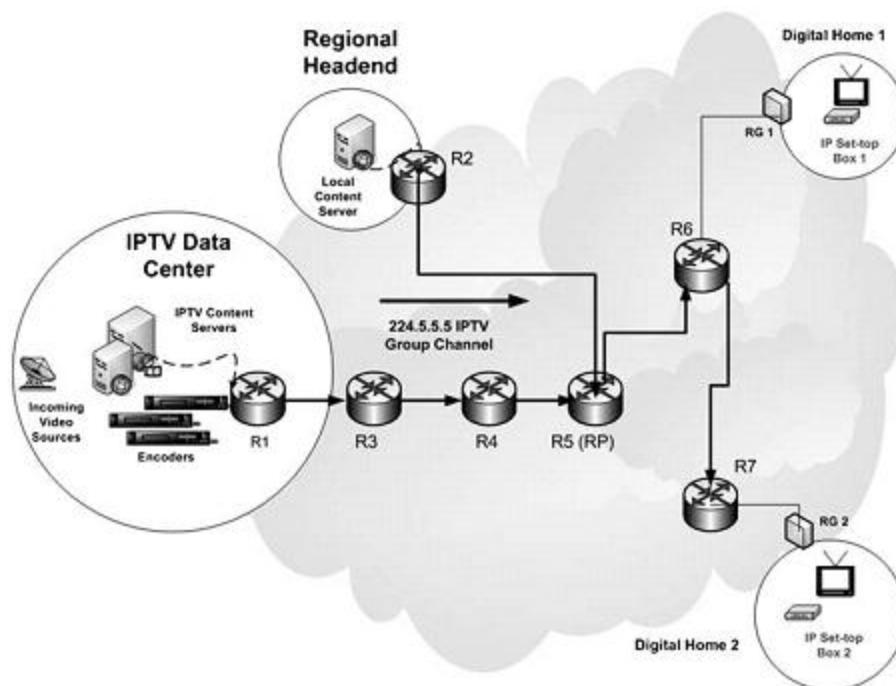 Regional
Headend
Digital Home 1
RG 1
IP Set-top
Box 1
R2
Local
Content
Server
R6
IPTV Data
Center
IPTV Content
Servers
224.5.5.5 IPTV
Group Channel
Incoming
Video
Sources
Encoders
R1
R3
R4
R5 (RP)
R7
RG 2
Digital Home 2
IP Set-top
Box 2